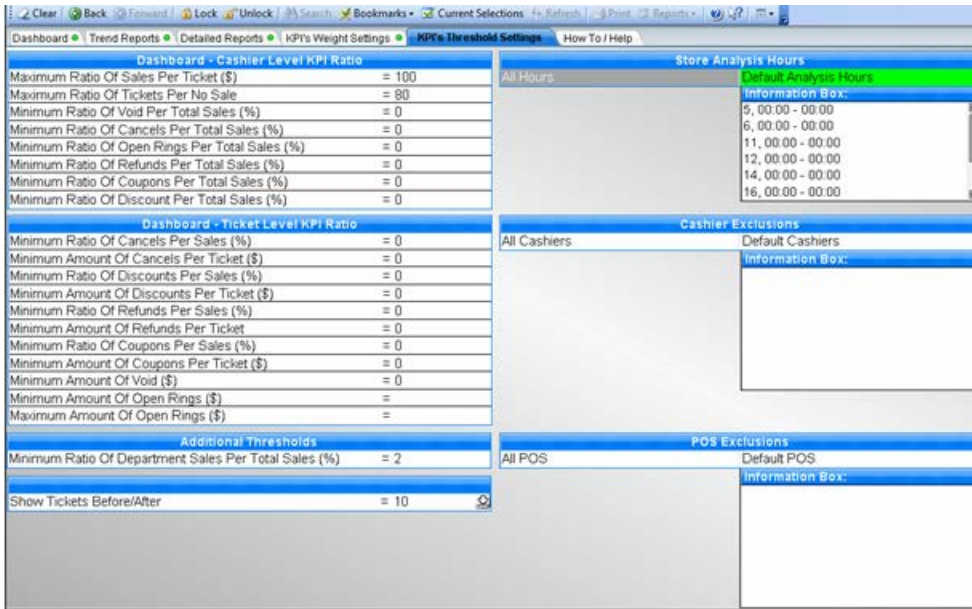 Clear Back Forward Lock Unlock Search Bookmarks Current Selections Refresh Print Reports
Dashboard Trend Reports Detailed Reports KPI's Weight Settings KPI's Threshold Settings How To / Help
Dashboard - Cashier Level KPI Ratio
Maximum Ratio Of Sales Per Ticket ($) = 100
Maximum Ratio Of Tickets Per No Sale = 80
Minimum Ratio Of Void Per Total Sales (%) = 0
Minimum Ratio Of Cancels Per Total Sales (%) = 0
Minimum Ratio Of Open Rings Per Total Sales (%) = 0
Minimum Ratio Of Refunds Per Total Sales (%) = 0
Minimum Ratio Of Coupons Per Total Sales (%) = 0
Minimum Ratio Of Discount Per Total Sales (%) = 0
Dashboard - Ticket Level KPI Ratio
Minimum Ratio Of Cancels Per Sales (%) = 0
Minimum Amount Of Cancels Per Ticket ($) = 0
Minimum Ratio Of Discounts Per Sales (%) = 0
Minimum Amount Of Discounts Per Ticket ($) = 0
Minimum Ratio Of Refunds Per Sales (%) = 0
Minimum Amount Of Refunds Per Ticket = 0
Minimum Ratio Of Coupons Per Sales (%) = 0
Minimum Amount Of Coupons Per Ticket ($) = 0
Minimum Amount Of Void ($) = 0
Minimum Amount Of Open Rings ($) =
Maximum Amount Of Open Rings ($) =
Additional Thresholds
Minimum Ratio Of Department Sales Per Total Sales (%) = 2
Show Tickets Before/After = 10
Store Analysis Hours
All Hours Default Analysis Hours
Information Box:
5, 00:00 - 00:00
6, 00:00 - 00:00
11, 00:00 - 00:00
12, 00:00 - 00:00
14, 00:00 - 00:00
16, 00:00 - 00:00
Cashier Exclusions
All Cashiers Default Cashiers
Information Box:
POS Exclusions
All POS Default POS
Information Box: